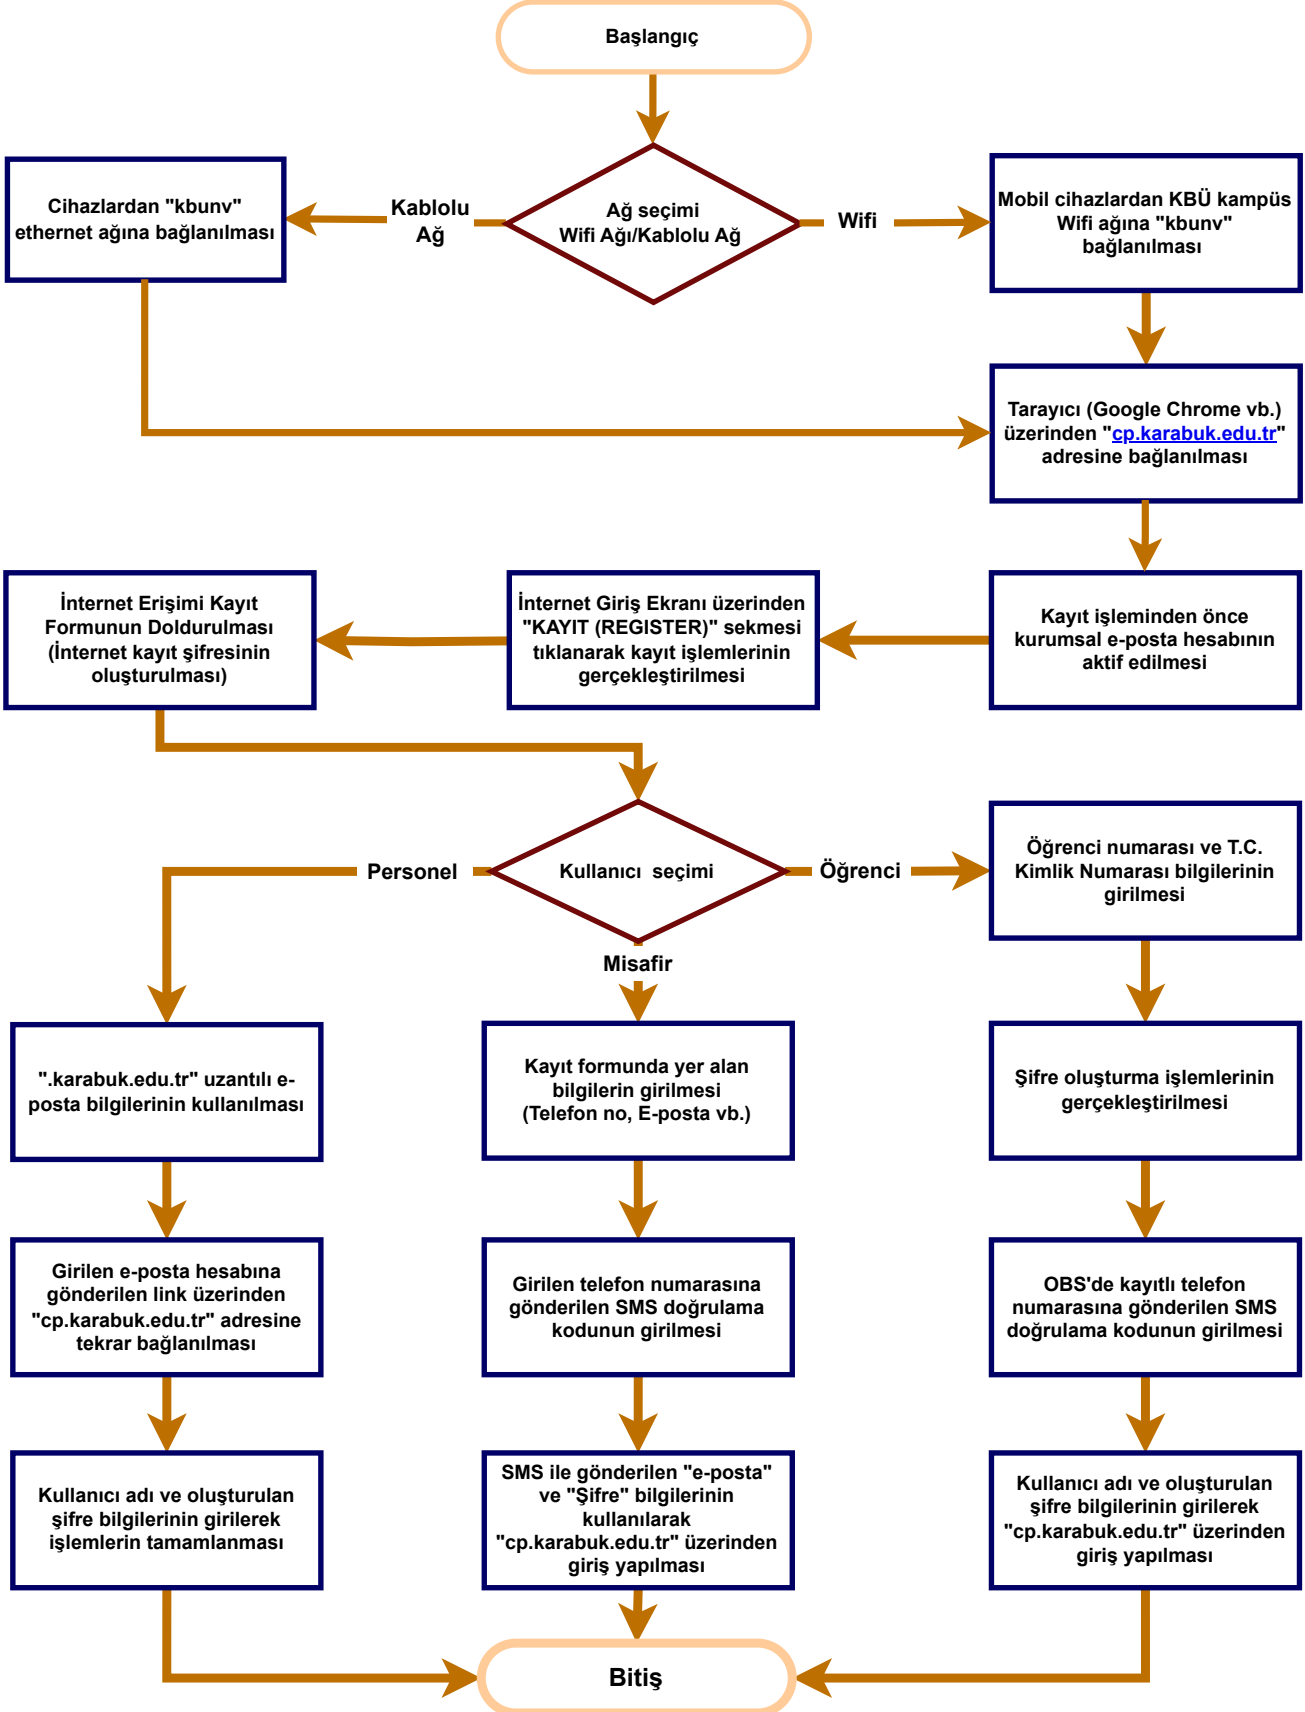 Başlangıç
Ağ seçimi
Wifi Ağı/Kablolu Ağ
Kablolu
Ağ
Cihazlardan "kbunv"
ethernet ağına bağlanılması
Wifi
Mobil cihazlardan KBÜ kampüs
Wifi ağına "kbunv"
bağlanılması
Tarayıcı (Google Chrome vb.)
üzerinden "cp.karabuk.edu.tr"
adresine bağlanılması
Kayıt işleminden önce
kurumsal e-posta hesabının
aktif edilmesi
İnternet Giriş Ekranı üzerinden
"KAYIT (REGISTER)" sekmesi
tıklanarak kayıt işlemlerinin
gerçekleştirilmesi
İnternet Erişimi Kayıt
Formunun Doldurulması
(İnternet kayıt şifresinin
oluşturulması)
Kullanıcı seçimi
Personel
".karabuk.edu.tr" uzantılı e-
posta bilgilerinin kullanılması
Girilen e-posta hesabına
gönderilen link üzerinden
"cp.karabuk.edu.tr" adresine
tekrar bağlanılması
Kullanıcı adı ve oluşturulan
şifre bilgilerinin girilerek
işlemlerin tamamlanması
Misafir
Kayıt formunda yer alan
bilgilerin girilmesi
(Telefon no, E-posta vb.)
Girilen telefon numarasına
gönderilen SMS doğrulama
kodunun girilmesi
SMS ile gönderilen "e-posta"
ve "Şifre" bilgilerinin
kullanılarak
"cp.karabuk.edu.tr" üzerinden
giriş yapılması
Öğrenci
Öğrenci numarası ve T.C.
Kimlik Numarası bilgilerinin
girilmesi
Şifre oluşturma işlemlerinin
gerçekleştirilmesi
OBS'de kayıtlı telefon
numarasına gönderilen SMS
doğrulama kodunun girilmesi
Kullanıcı adı ve oluşturulan
şifre bilgilerinin girilerek
"cp.karabuk.edu.tr" üzerinden
giriş yapılması
Bitiş